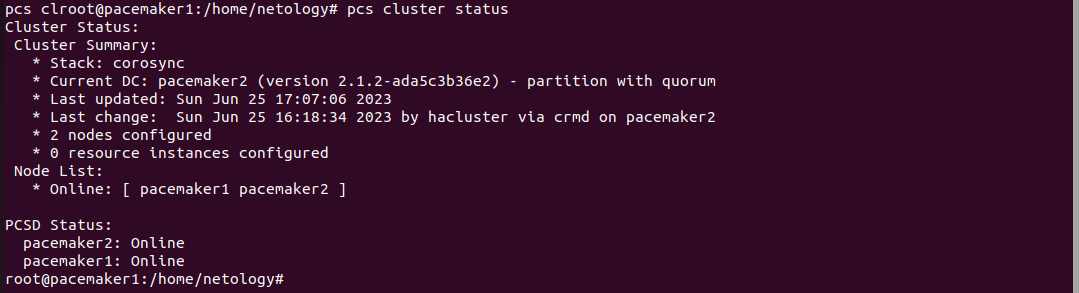 pcs clroot@pacemaker1:/home/netology# pcs cluster status
Cluster Status:
 Cluster Summary:
   * Stack: corosync
   * Current DC: pacemaker2 (version 2.1.2-ada5c3b36e2) - partition with quorum
   * Last updated: Sun Jun 25 17:07:06 2023
   * Last change:  Sun Jun 25 16:18:34 2023 by hacluster via crmd on pacemaker2
   * 2 nodes configured
   * 0 resource instances configured
 Node List:
   * Online: [ pacemaker1 pacemaker2 ]

PCSD Status:
  pacemaker2: Online
  pacemaker1: Online
root@pacemaker1:/home/netology#